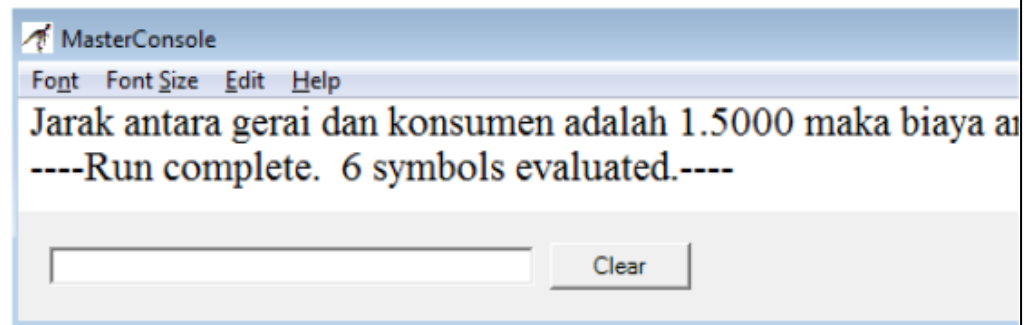 MasterConsole
Font Font Size Edit Help
Jarak antara gerai dan konsumen adalah 1.5000 maka biaya
----Run complete. 6 symbols evaluated.----
Clear